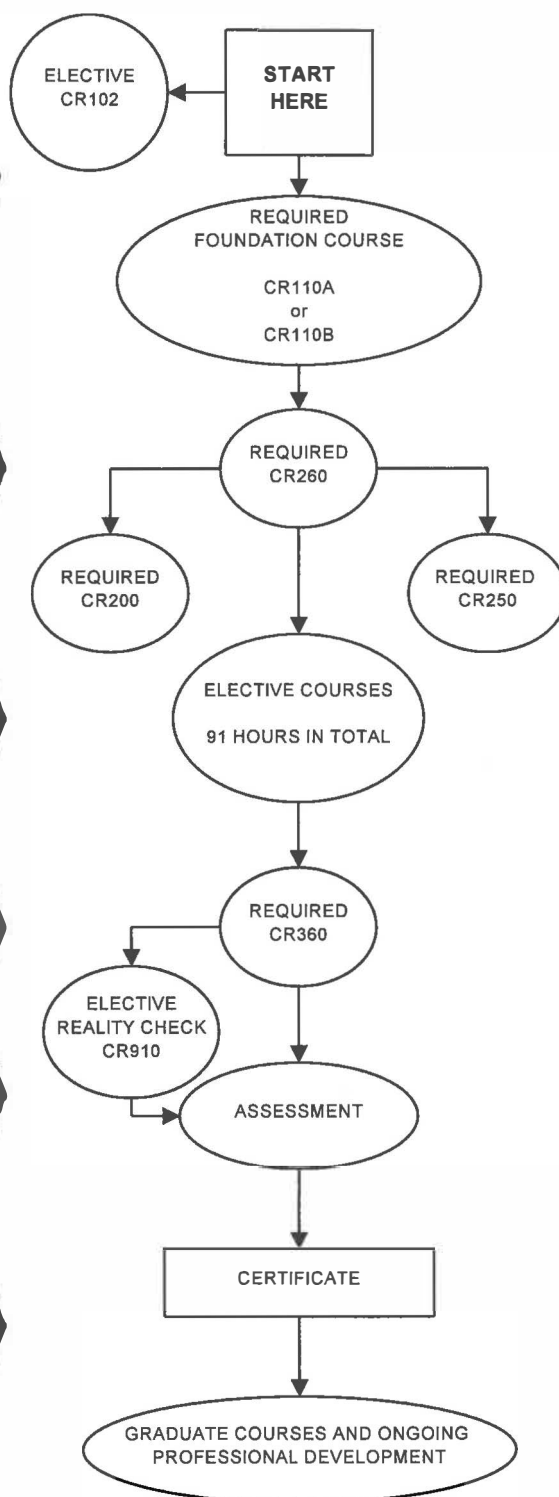 ELECTIVE
CR102
START
HERE
REQUIRED
FOUNDATION COURSE
CR110A
or
CR110B
REQUIRED
CR260
REQUIRED
CR200
REQUIRED
CR250
ELECTIVE COURSES
91 HOURS IN TOTAL
REQUIRED
CR360
ELECTIVE
REALITY CHECK
CR910
ASSESSMENT
CERTIFICATE
GRADUATE COURSES AND ONGOING
PROFESSIONAL DEVELOPMENT